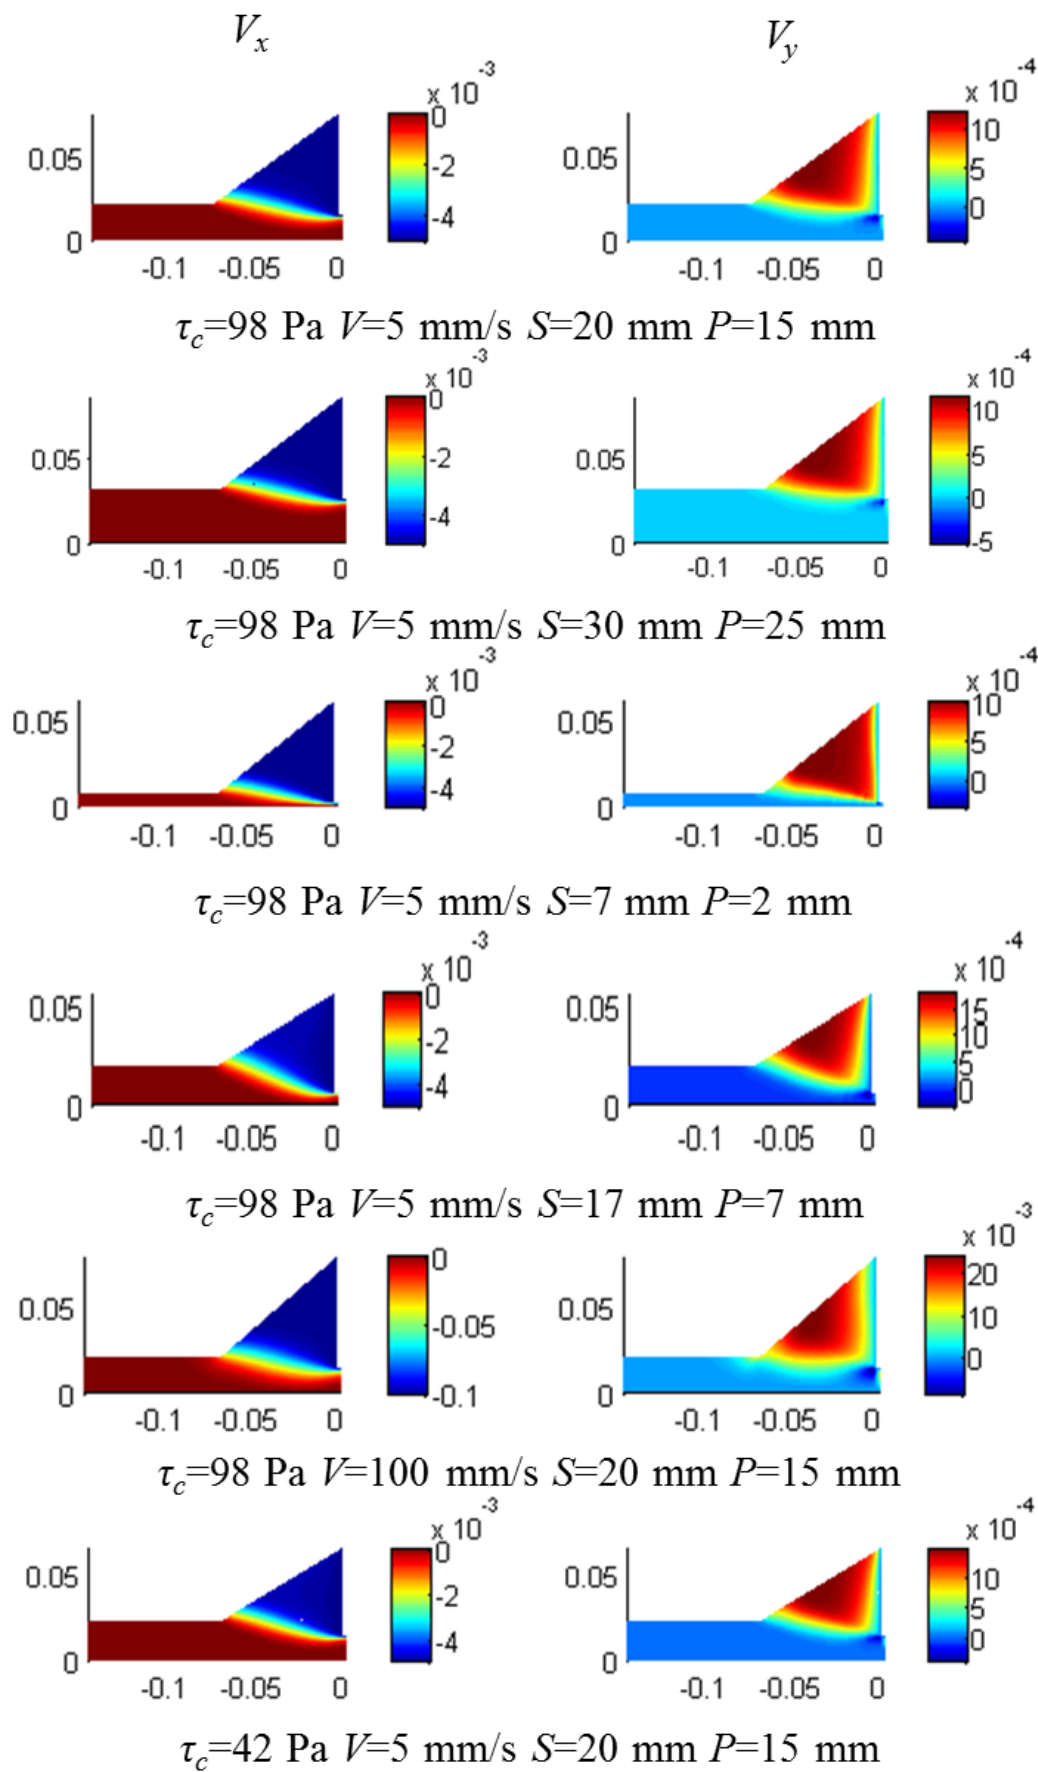 Vx Vy
x 10^-3 x 10^-4
0.05 0 -2 -4 0.05 10 5 0
0 0
-0.1 -0.05 0 -0.1 -0.05 0
τc=98 Pa V=5 mm/s S=20 mm P=15 mm
x 10^-3 x 10^-4
0.05 0 -2 -4 0.05 10 5 0 -5
0 0
-0.1 -0.05 0 -0.1 -0.05 0
τc=98 Pa V=5 mm/s S=30 mm P=25 mm
x 10^-3 x 10^-4
0.05 0 -2 -4 0.05 10 5 0
0 0
-0.1 -0.05 0 -0.1 -0.05 0
τc=98 Pa V=5 mm/s S=7 mm P=2 mm
x 10^-3 x 10^-4
0.05 0 -2 -4 0.05 15 10 5 0
0 0
-0.1 -0.05 0 -0.1 -0.05 0
τc=98 Pa V=5 mm/s S=17 mm P=7 mm
x 10^-3
0.05 0 -0.05 -0.1 0.05 20 10 0
0 0
-0.1 -0.05 0 -0.1 -0.05 0
τc=98 Pa V=100 mm/s S=20 mm P=15 mm
x 10^-3 x 10^-4
0.05 0 -2 -4 0.05 10 5 0
0 0
-0.1 -0.05 0 -0.1 -0.05 0
τc=42 Pa V=5 mm/s S=20 mm P=15 mm